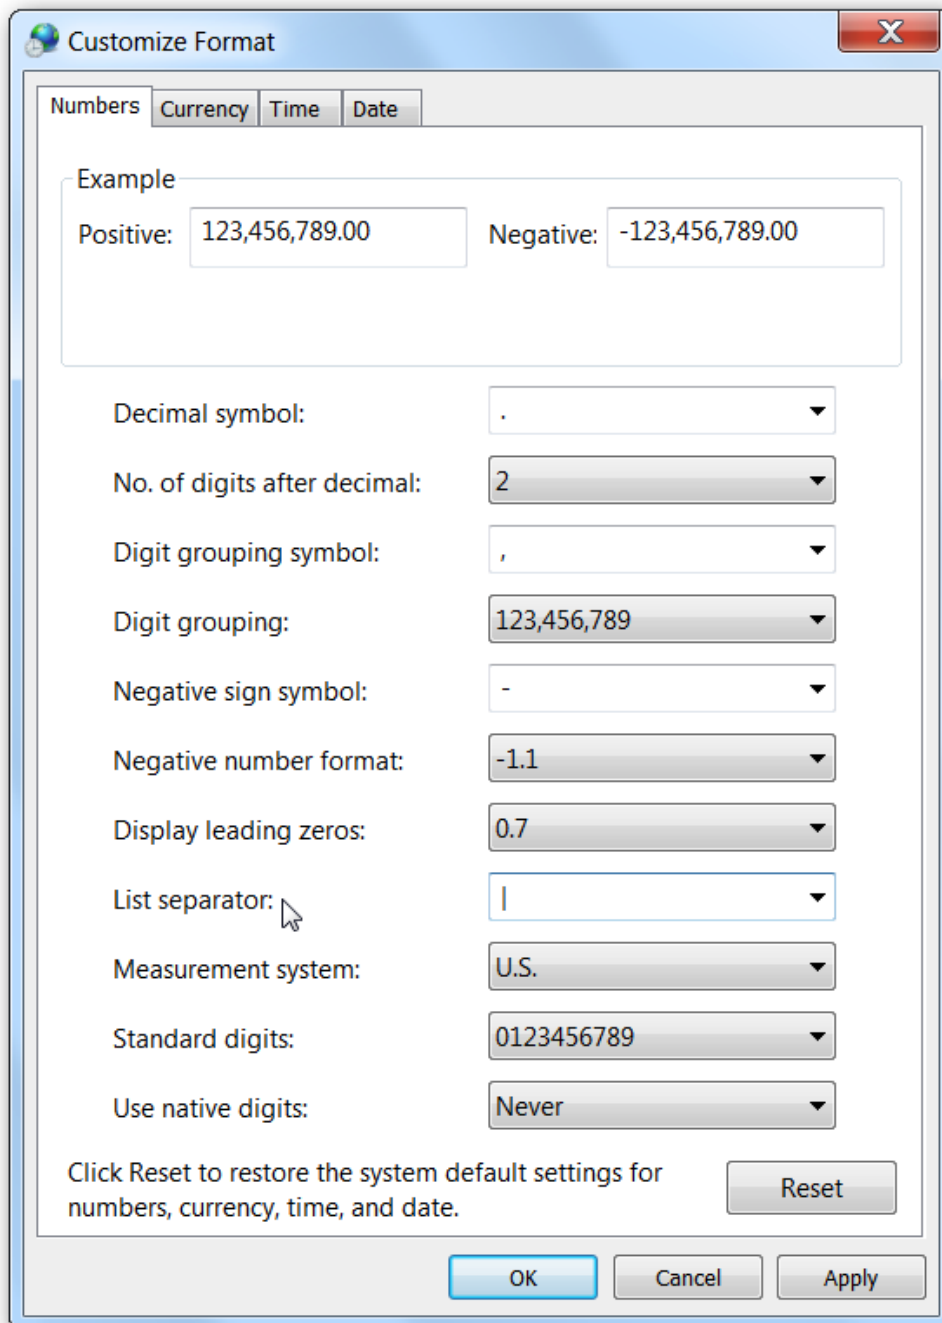 Customize Format
Numbers Currency Time Date
Example
Positive: 123,456,789.00 Negative: -123,456,789.00
Decimal symbol: .
No. of digits after decimal: 2
Digit grouping symbol: ,
Digit grouping: 123,456,789
Negative sign symbol: -
Negative number format: -1.1
Display leading zeros: 0.7
List separator: |
Measurement system: U.S.
Standard digits: 0123456789
Use native digits: Never
Click Reset to restore the system default settings for
numbers, currency, time, and date.
Reset
OK Cancel Apply